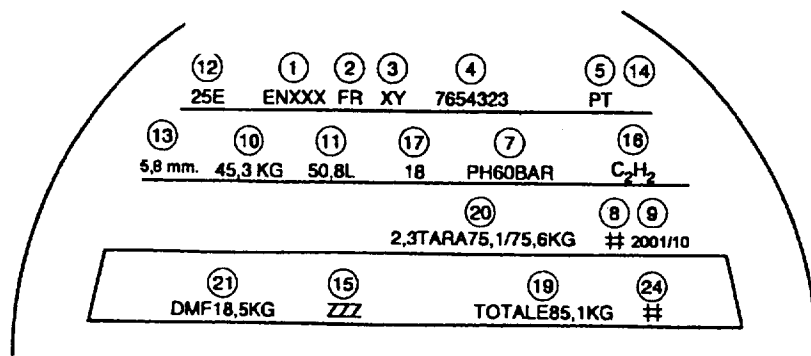 12 1 2 3 4 5 14
25E ENXXX FR XY 7654323 PT
13 10 11 17 7 16
5,8 mm. 45,3 KG 50,8L 18 PH60BAR C₂H₂
20 8 9
2,3TARA75,1/75,6KG ⌗ 2001/10
21 15 19 24
DMF18,5KG ZZZ TOTALE85,1KG ⌗